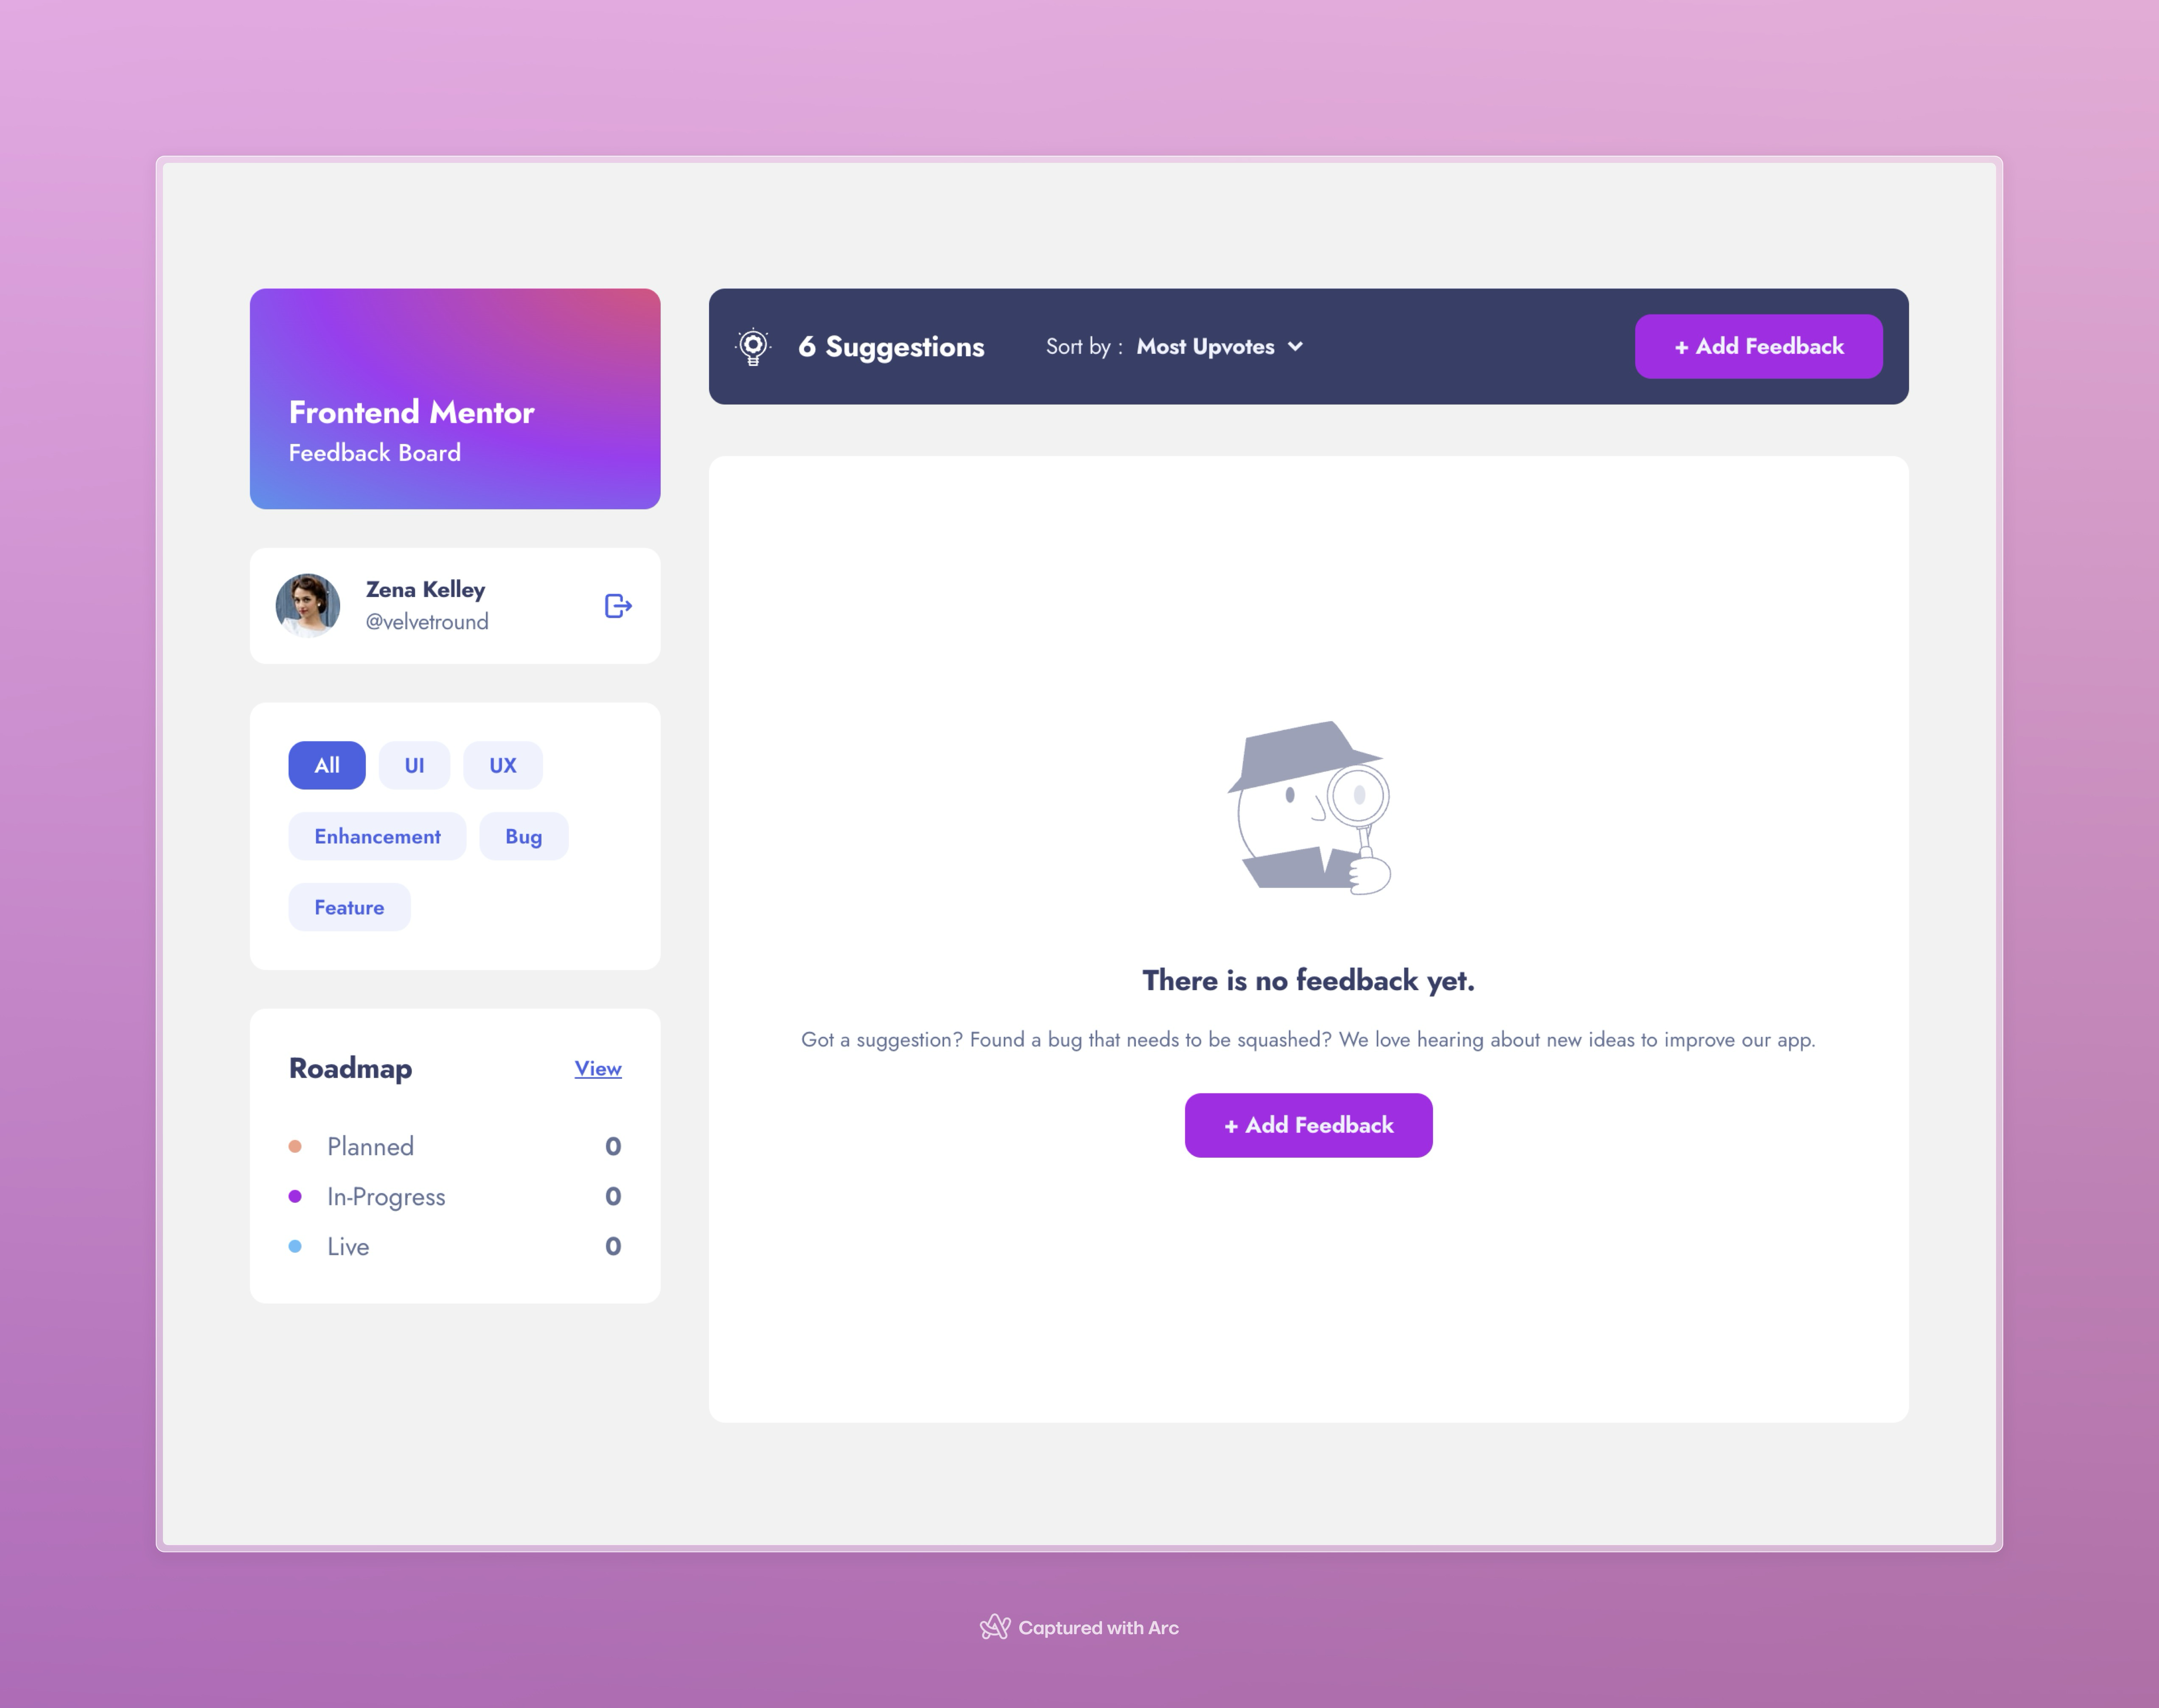 Frontend Mentor
Feedback Board
Zena Kelley
@velvetround
All UI UX
Enhancement Bug
Feature
Roadmap View
Planned 0
In-Progress 0
Live 0
6 Suggestions Sort by : Most Upvotes + Add Feedback
There is no feedback yet.
Got a suggestion? Found a bug that needs to be squashed? We love hearing about new ideas to improve our app.
+ Add Feedback
Captured with Arc